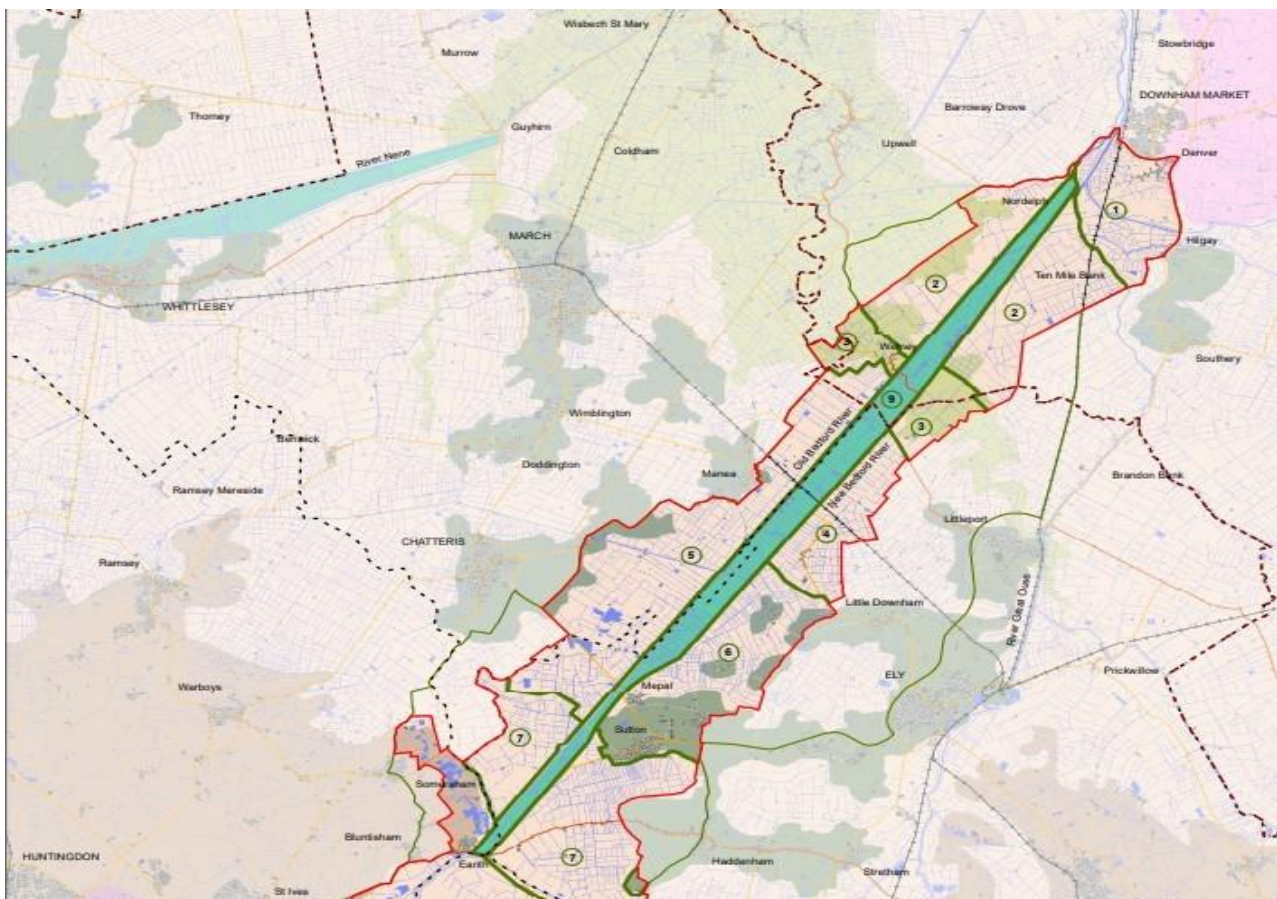 Wisbech St Mary
Murrow
Stowbridge
Thorney
DOWNHAM MARKET
Barroway Drove
Guyhirn
River Nene
Coldham
Upwell
Denver
Nordelph
1
MARCH
Hilgay
Ten Mile Bank
2
2
WHITTLESEY
3
Welney
Southery
9
3
Wimblington
Old Bedford River
New Bedford River
Benwick
Doddington
Manea
Brandon Bank
Ramsey Mereside
Littleport
4
CHATTERIS
5
Ramsey
Little Downham
River Great Ouse
6
ELY
Prickwillow
Warboys
Mepal
Sutton
7
Somersham
Bluntisham
HUNTINGDON
Earith
7
Haddenham
Stretham
St Ives